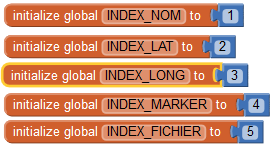 initialize global INDEX_NOM to 1
initialize global INDEX_LAT to 2
initialize global INDEX_LONG to 3
initialize global INDEX_MARKER to 4
initialize global INDEX_FICHIER to 5